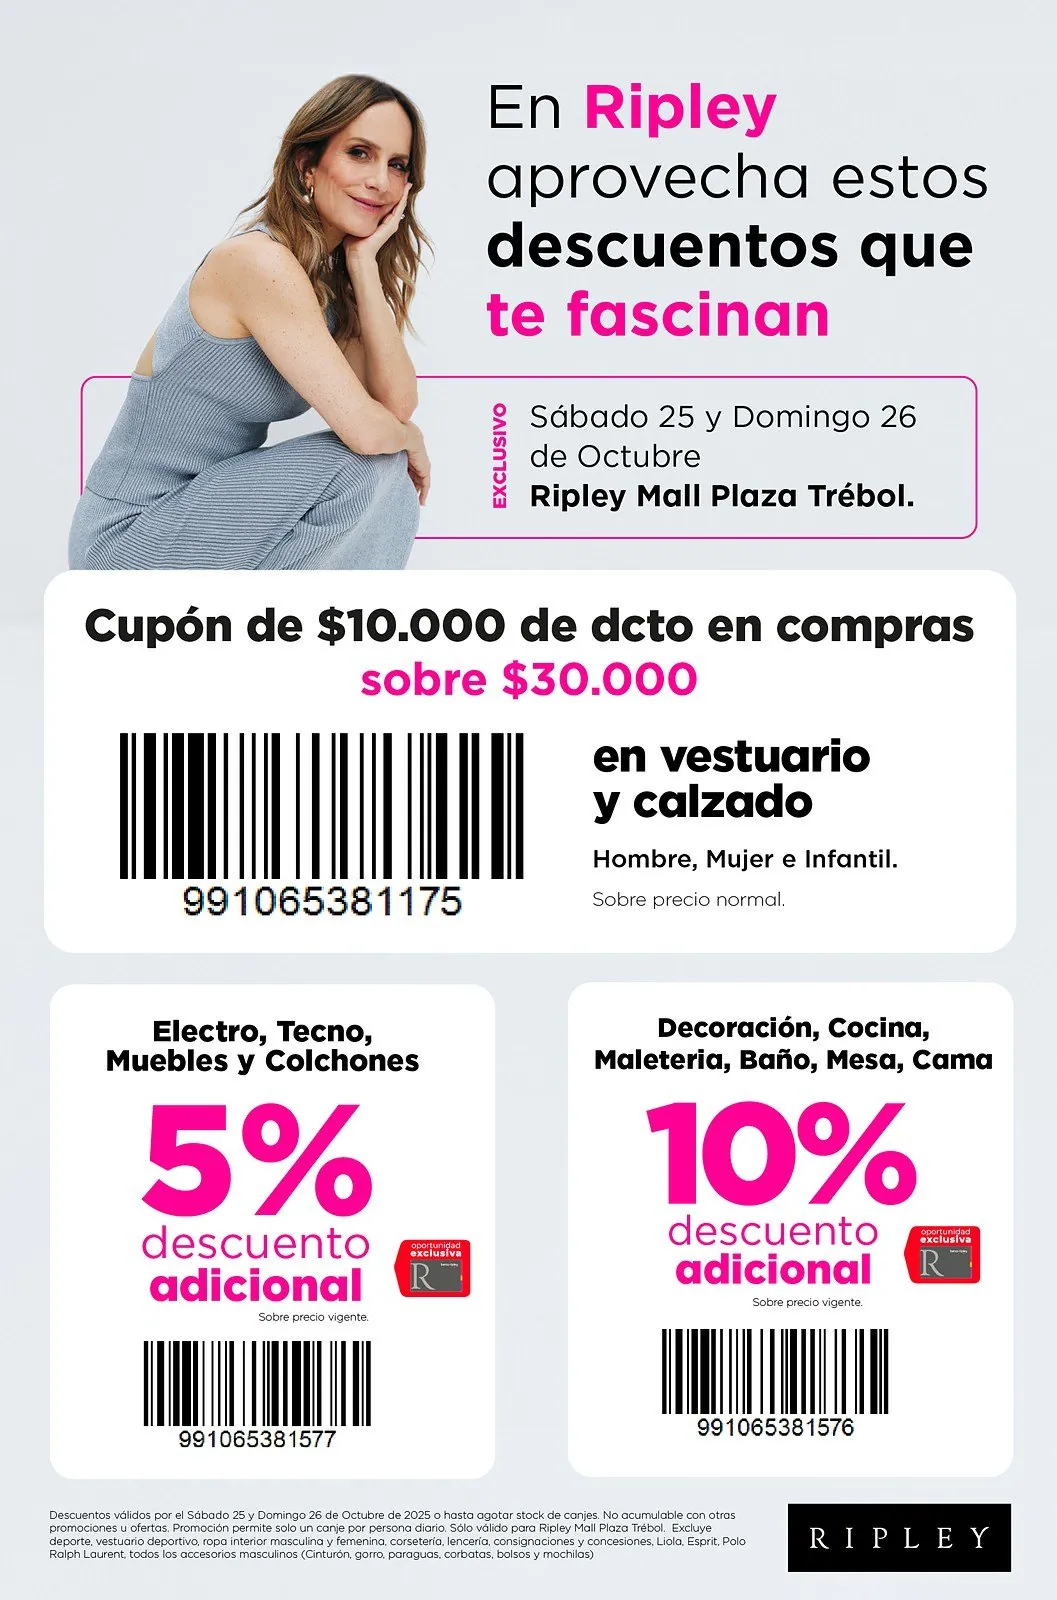 En Ripley
aprovecha estos
descuentos que
te fascinan
EXCLUSIVO
Sábado 25 y Domingo 26
de Octubre
Ripley Mall Plaza Trébol.
Cupón de $10.000 de dcto en compras
sobre $30.000
991065381175
en vestuario
y calzado
Hombre, Mujer e Infantil.
Sobre precio normal.
Electro, Tecno,
Muebles y Colchones
5%
descuento
adicional
oportunidad
exclusiva
banco ripley
R
Sobre precio vigente.
991065381577
Decoración, Cocina,
Maleteria, Baño, Mesa, Cama
10%
descuento
adicional
oportunidad
exclusiva
banco ripley
R
Sobre precio vigente.
991065381576
Descuentos válidos por el Sábado 25 y Domingo 26 de Octubre de 2025 o hasta agotar stock de canjes. No acumulable con otras
promociones u ofertas. Promoción permite solo un canje por persona diario. Sólo válido para Ripley Mall Plaza Trébol. Excluye
deporte, vestuario deportivo, ropa interior masculina y femenina, corsetería, lencería, consignaciones y concesiones, Liola, Esprit, Polo
Ralph Laurent, todos los accesorios masculinos (Cinturón, gorro, paraguas, corbatas, bolsos y mochilas)
RIPLEY